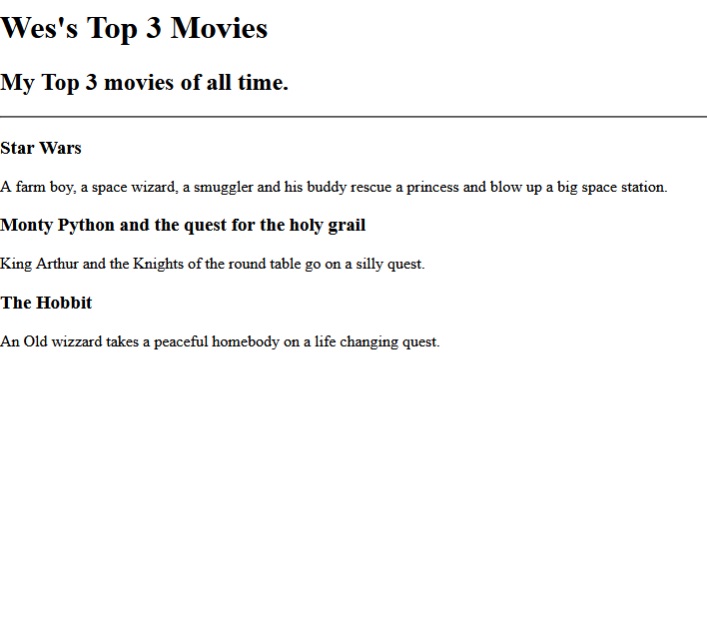 Wes's Top 3 Movies
My Top 3 movies of all time.
Star Wars
A farm boy, a space wizard, a smuggler and his buddy rescue a princess and blow up a big space station.
Monty Python and the quest for the holy grail
King Arthur and the Knights of the round table go on a silly quest.
The Hobbit
An Old wizzard takes a peaceful homebody on a life changing quest.